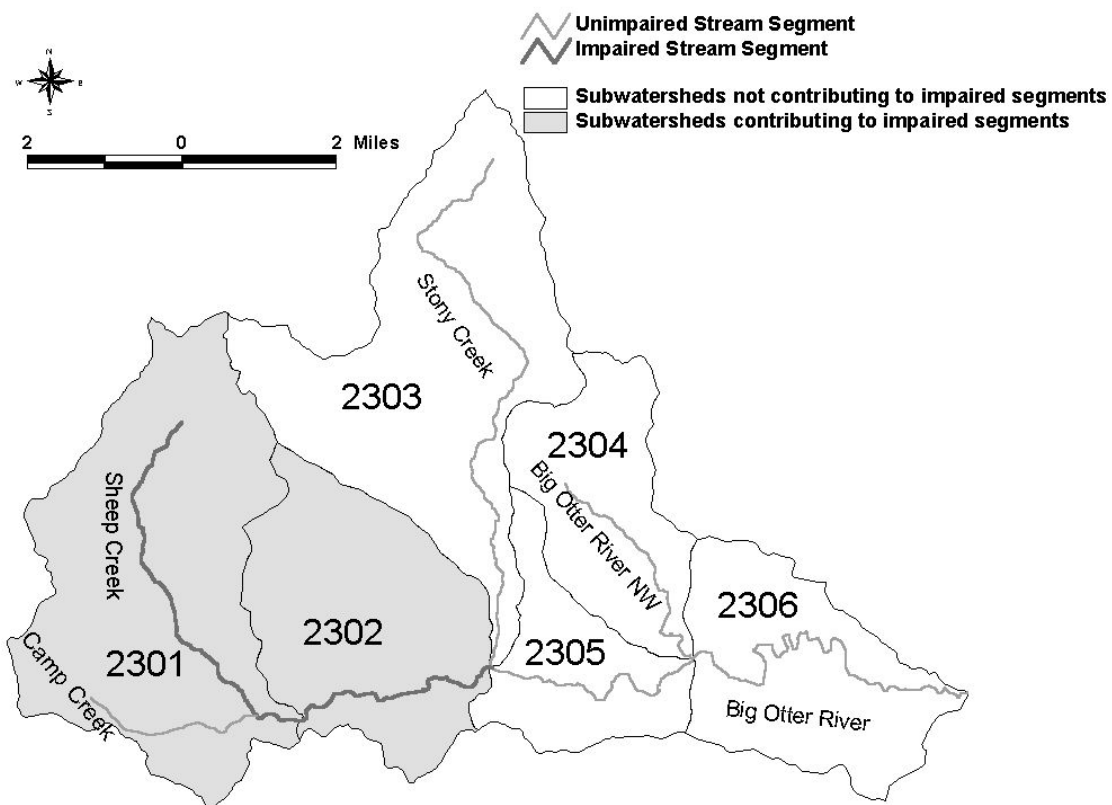 Unimpaired Stream Segment
Impaired Stream Segment
N
W E
S
Subwatersheds not contributing to impaired segments
Subwatersheds contributing to impaired segments
2 0 2 Miles
Stony Creek
2303
2304
Big Otter River NW
Sheep Creek
2306
2302
2305
2301
Camp Creek
Big Otter River